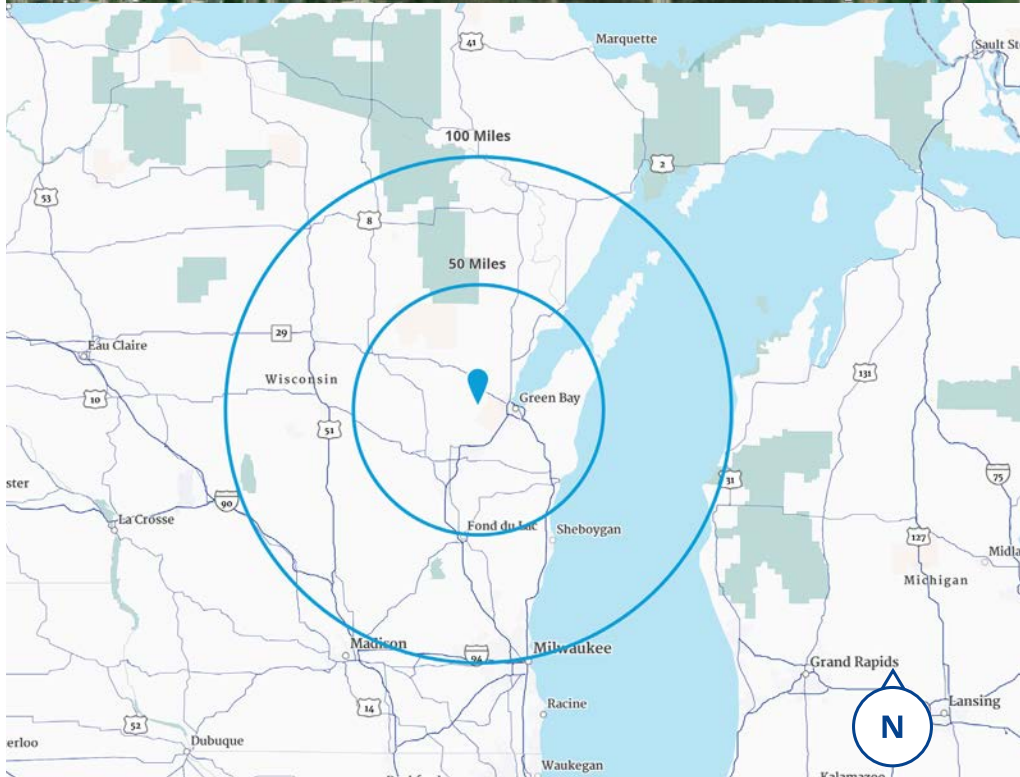 41
Marquette
Sault St
100 Miles
2
53
8
50 Miles
29
Eau Claire
Wisconsin
131
10
Green Bay
51
31
75
ster
90
La Crosse
Fond du Lac
Sheboygan
127
Midla
Michigan
Madison
94
Milwaukee
Grand Rapids
14
Racine
Lansing
N
52
erloo
Dubuque
Waukegan
Kalamazoo